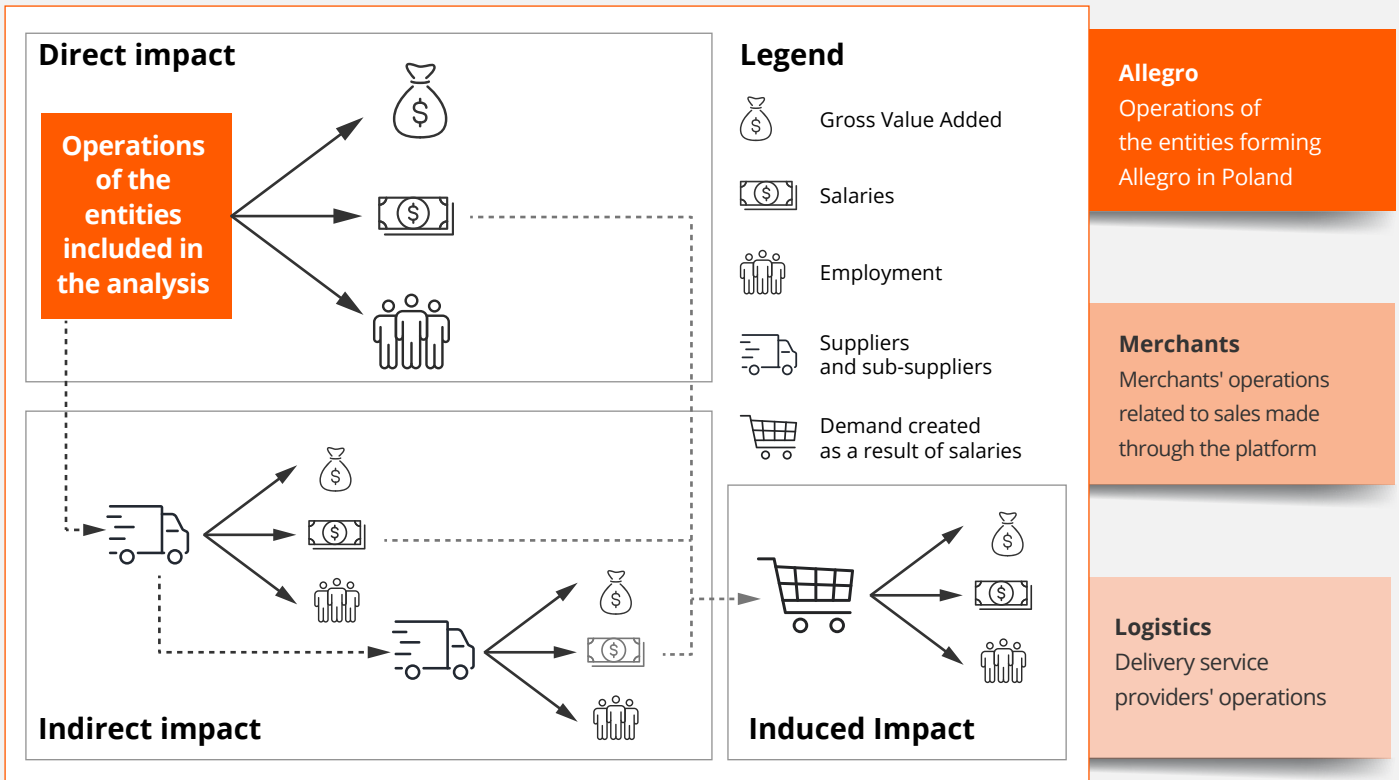 Direct impact
Operations
of the
entities
included in
the analysis
$
$
Indirect impact
$
$
$
$
Legend
$
Gross Value Added
$
Salaries
Employment
Suppliers
and sub-suppliers
Demand created
as a result of salaries
$
$
Induced Impact
Allegro
Operations of
the entities forming
Allegro in Poland
Merchants
Merchants' operations
related to sales made
through the platform
Logistics
Delivery service
providers' operations